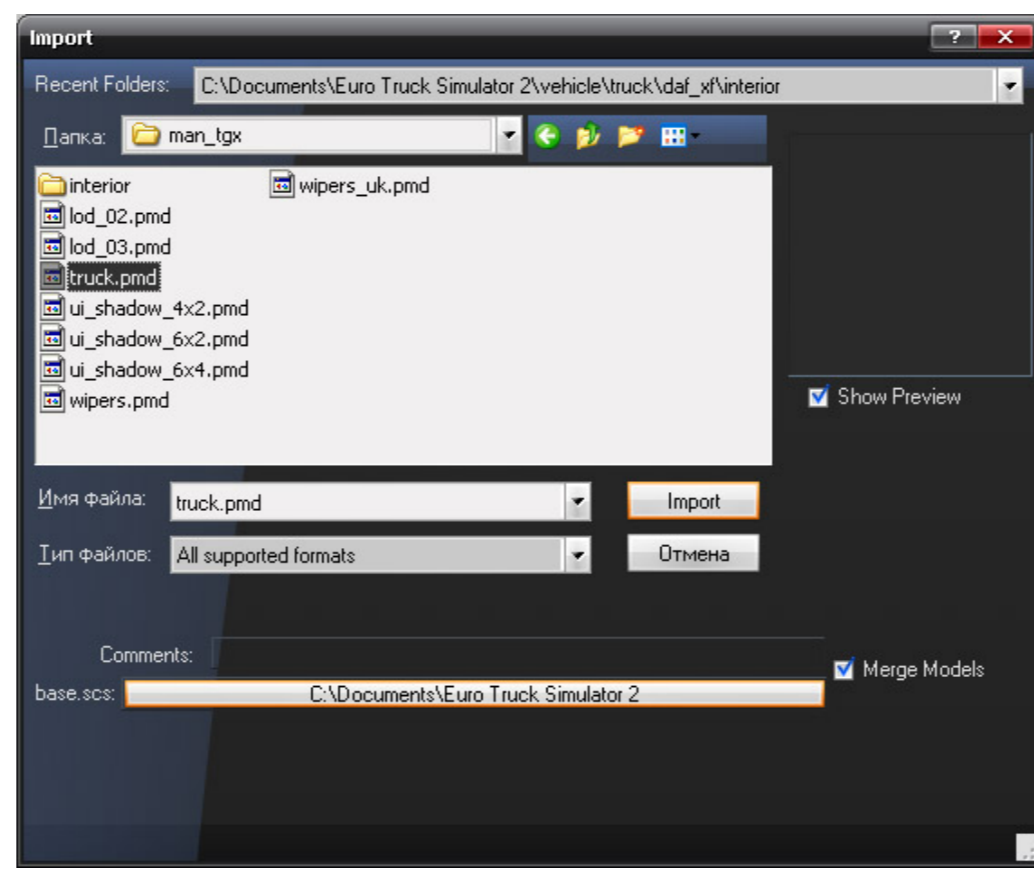 Import
Recent Folders: C:\Documents\Euro Truck Simulator 2\vehicle\truck\daf_xf\interior
Папка: man_tgx
interior
lod_02.pmd
lod_03.pmd
truck.pmd
ui_shadow_4x2.pmd
ui_shadow_6x2.pmd
ui_shadow_6x4.pmd
wipers.pmd
wipers_uk.pmd
Show Preview
Имя файла: truck.pmd Import
Тип файлов: All supported formats Отмена
Comments:
Merge Models
base.scs: C:\Documents\Euro Truck Simulator 2